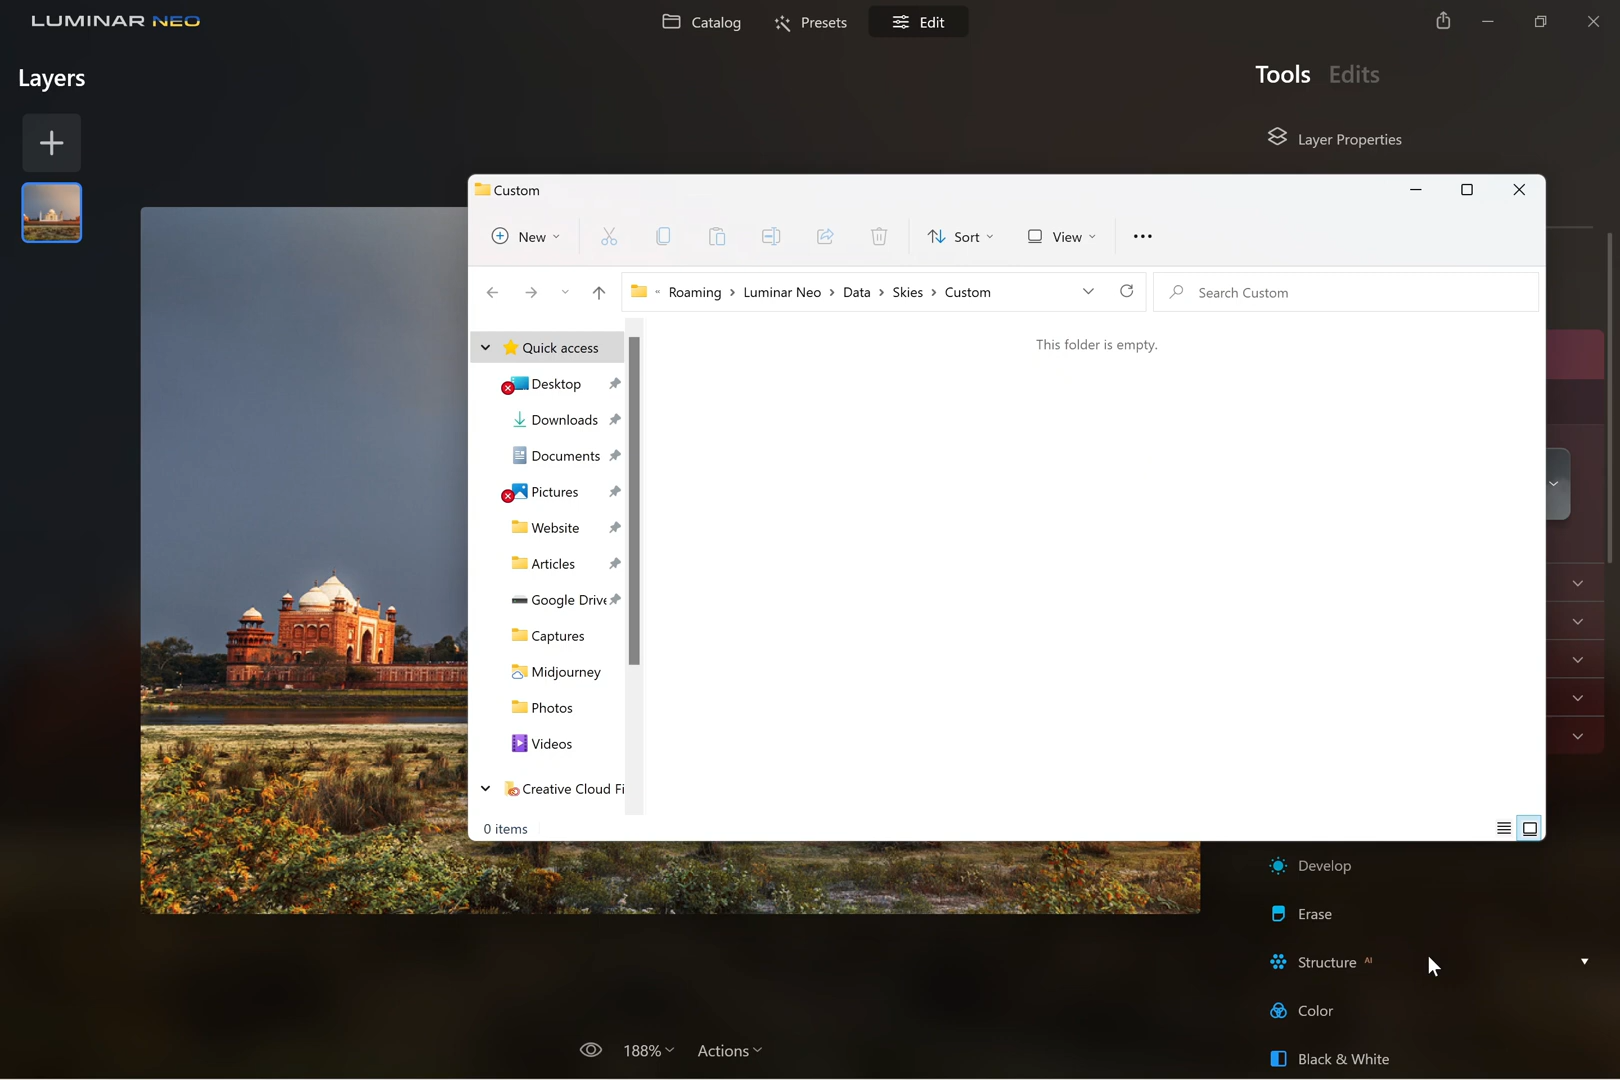 LUMINAR NEO
Catalog
Presets
Edit
Layers
Tools Edits
Layer Properties
Custom
New
Sort
View
« Roaming > Luminar Neo > Data > Skies > Custom
Search Custom
Quick access
This folder is empty.
Desktop
Downloads
Documents
Pictures
Website
Articles
Google Drive
Captures
Midjourney
Photos
Videos
Creative Cloud Fi
0 items
Develop
Erase
Structure AI
Color
Black & White
188%
Actions